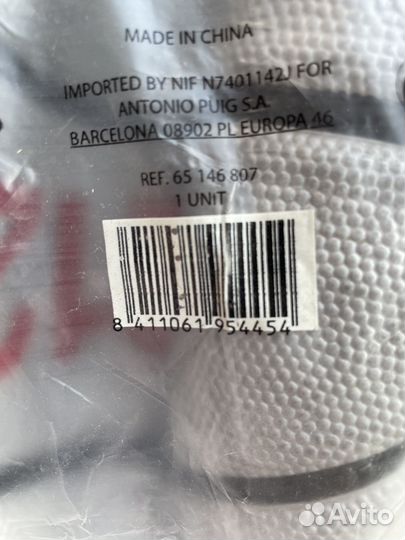 MADE IN CHINA
IMPORTED BY NIF N7401142J FOR
ANTONIO PUIG S.A.
BARCELONA 08902 PL EUROPA 46
REF. 65 146 807
1 UNIT
8 411061 954454
Avito